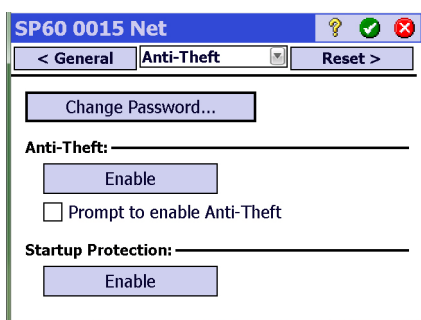 SP60 0015 Net
?
< General
Anti-Theft
Reset >
Change Password...
Anti-Theft:
Enable
Prompt to enable Anti-Theft
Startup Protection:
Enable